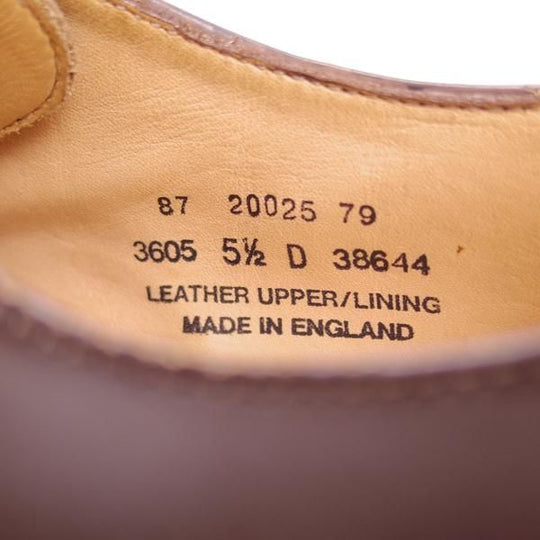 87 20025 79
3605 5½ D 38644
LEATHER UPPER/LINING
MADE IN ENGLAND